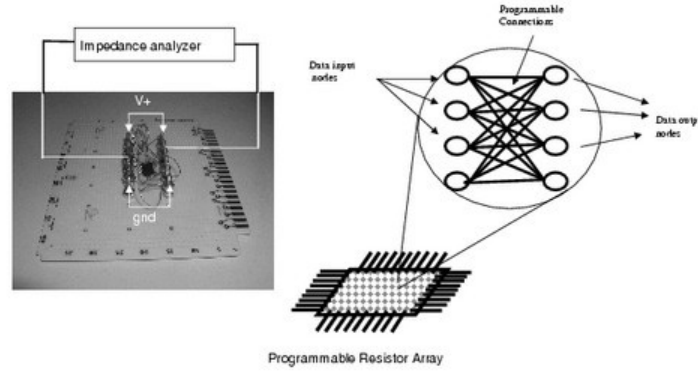 Impedance analyzer
V+
gnd
Programmable
Connections
Data input
nodes
Data outp
nodes
Programmable Resistor Array